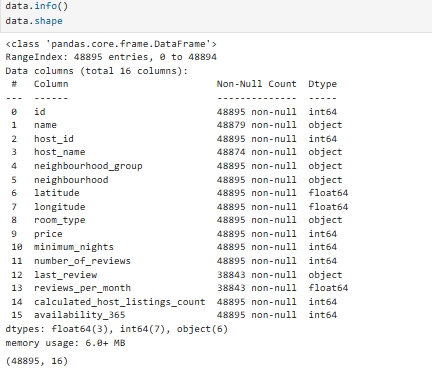 data.info()
data.shape
<class 'pandas.core.frame.DataFrame'>
RangeIndex: 48895 entries, 0 to 48894
Data columns (total 16 columns):
 #   Column                          Non-Null Count  Dtype
---  ------                          --------------  -----
 0   id                              48895 non-null  int64
 1   name                            48879 non-null  object
 2   host_id                         48895 non-null  int64
 3   host_name                       48874 non-null  object
 4   neighbourhood_group             48895 non-null  object
 5   neighbourhood                   48895 non-null  object
 6   latitude                        48895 non-null  float64
 7   longitude                       48895 non-null  float64
 8   room_type                       48895 non-null  object
 9   price                           48895 non-null  int64
 10  minimum_nights                  48895 non-null  int64
 11  number_of_reviews               48895 non-null  int64
 12  last_review                     38843 non-null  object
 13  reviews_per_month               38843 non-null  float64
 14  calculated_host_listings_count  48895 non-null  int64
 15  availability_365                48895 non-null  int64
dtypes: float64(3), int64(7), object(6)
memory usage: 6.0+ MB
(48895, 16)